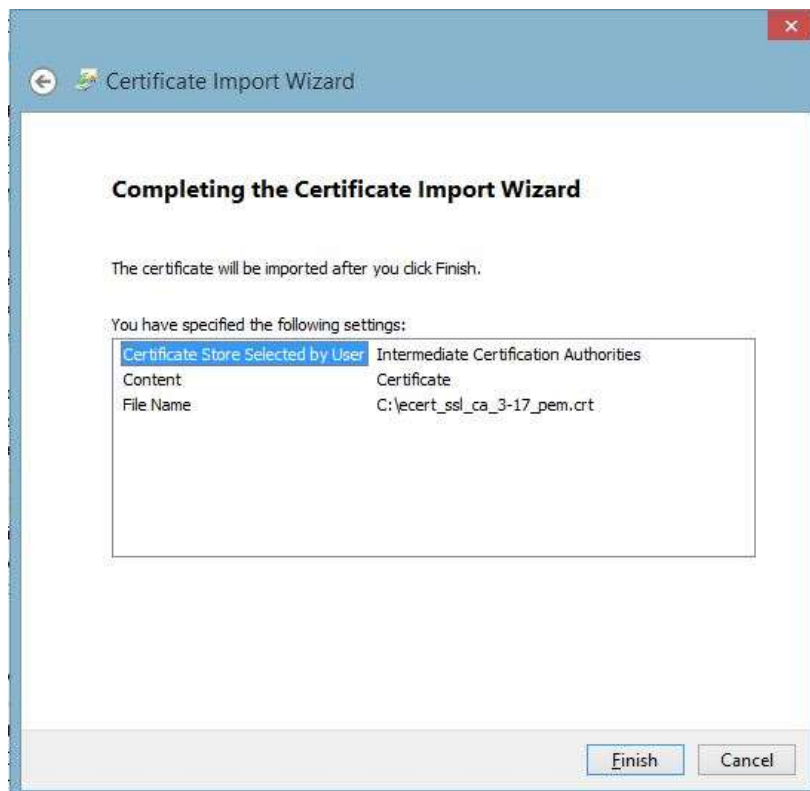 Certificate Import Wizard
Completing the Certificate Import Wizard
The certificate will be imported after you click Finish.
You have specified the following settings:
Certificate Store Selected by User Intermediate Certification Authorities
Content Certificate
File Name C:\ecert_ssl_ca_3-17_pem.crt
Finish Cancel